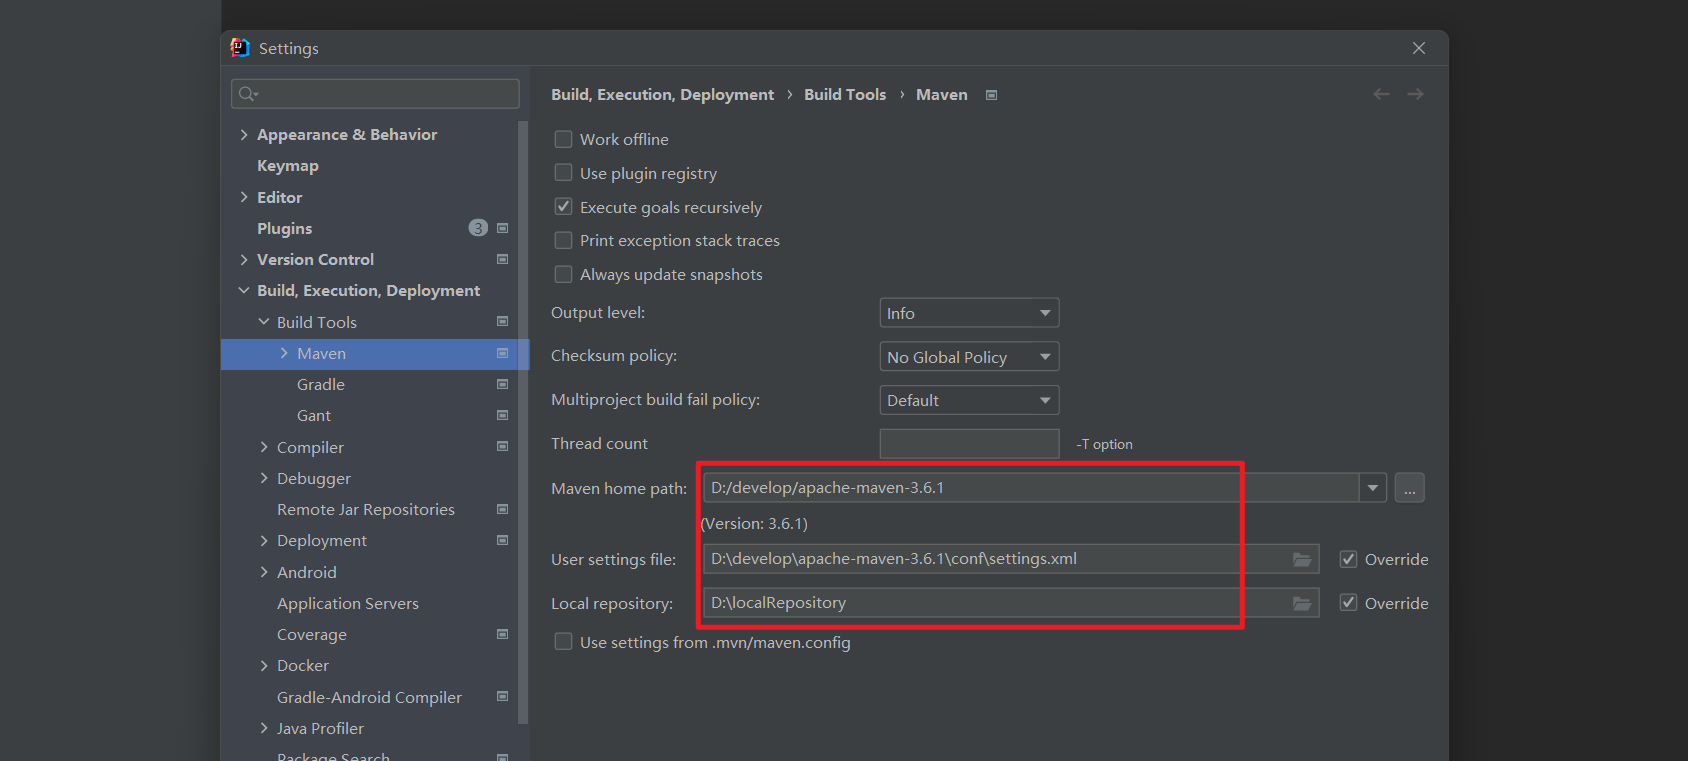 Settings
Build, Execution, Deployment › Build Tools › Maven
Appearance & Behavior
Keymap
Editor
Plugins 3
Version Control
Build, Execution, Deployment
Build Tools
Maven
Gradle
Gant
Compiler
Debugger
Remote Jar Repositories
Deployment
Android
Application Servers
Coverage
Docker
Gradle-Android Compiler
Java Profiler
Package Search
Work offline
Use plugin registry
Execute goals recursively
Print exception stack traces
Always update snapshots
Output level: Info
Checksum policy: No Global Policy
Multiproject build fail policy: Default
Thread count -T option
Maven home path: D:/develop/apache-maven-3.6.1 ...
(Version: 3.6.1)
User settings file: D:\develop\apache-maven-3.6.1\conf\settings.xml Override
Local repository: D:\localRepository Override
Use settings from .mvn/maven.config